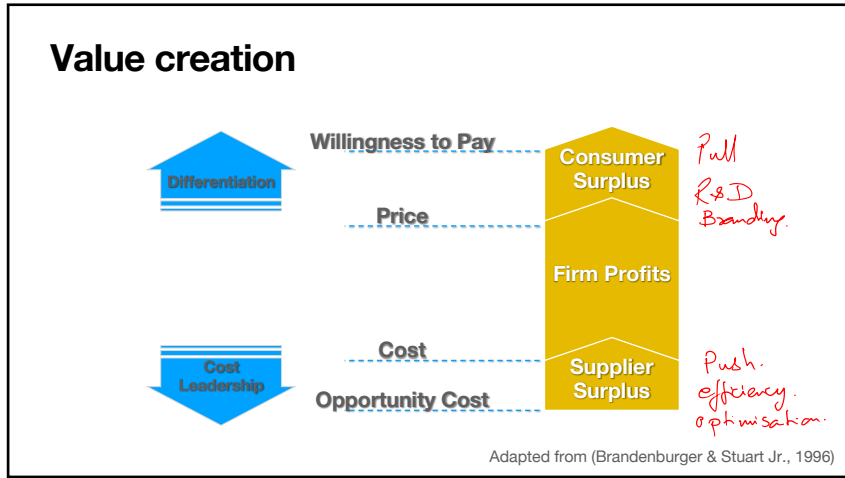 Value creation
Willingness to Pay
Differentiation
Consumer
Surplus
Pull
R&D
Branding.
Price
Firm Profits
Cost
Cost
Leadership
Supplier
Surplus
Push.
efficiency.
optimisation.
Opportunity Cost
Adapted from (Brandenburger & Stuart Jr., 1996)